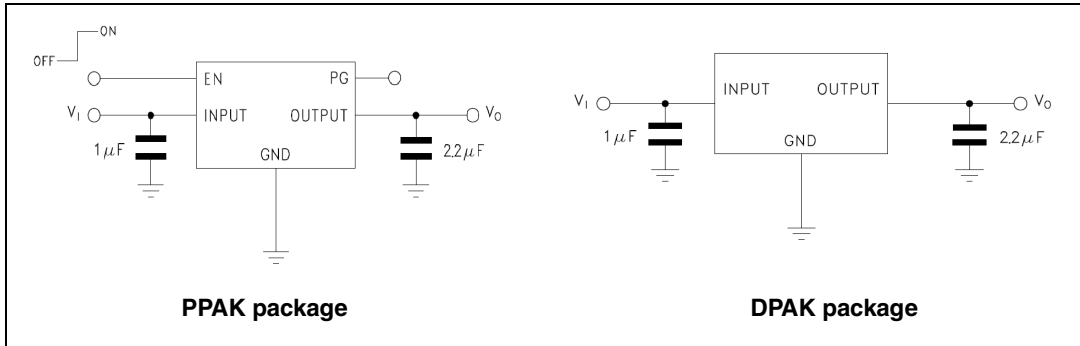 ON
OFF
EN PG
V_I INPUT OUTPUT V_O
1μF GND 2.2μF
PPAK package
V_I INPUT OUTPUT V_O
1μF GND 2.2μF
DPAK package